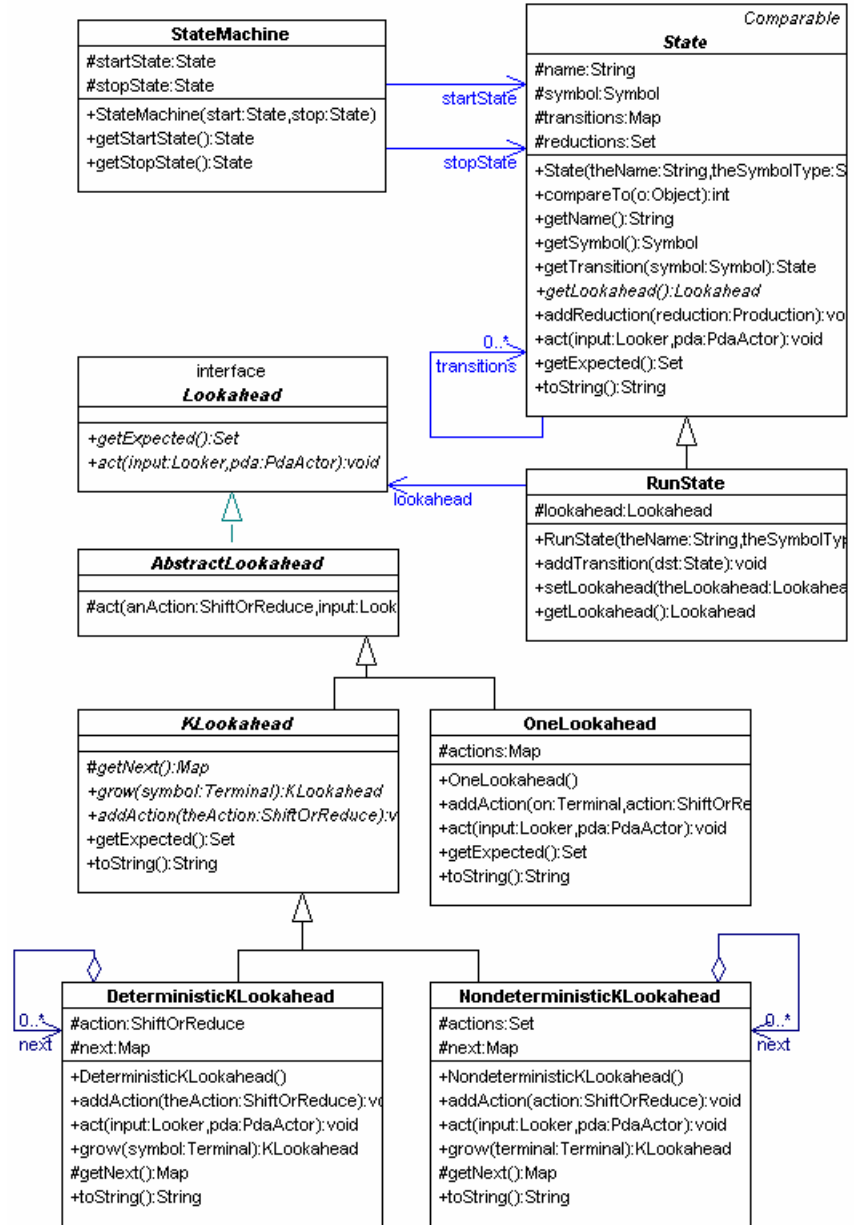 StateMachine
#startState:State
#stopState:State
+StateMachine(start:State,stop:State)
+getStartState():State
+getStopState():State
startState
stopState
Comparable
State
#name:String
#symbol:Symbol
#transitions:Map
#reductions:Set
+State(theName:String,theSymbolType:S
+compareTo(o:Object):int
+getName():String
+getSymbol():Symbol
+getTransition(symbol:Symbol):State
+getLookahead():Lookahead
+addReduction(reduction:Production):vo
+act(input:Looker,pda:PdaActor):void
+getExpected():Set
+toString():String
0..*
transitions
interface
Lookahead
+getExpected():Set
+act(input:Looker,pda:PdaActor):void
lookahead
RunState
#lookahead:Lookahead
+RunState(theName:String,theSymbolTyp
+addTransition(dst:State):void
+setLookahead(theLookahead:Lookahea
+getLookahead():Lookahead
AbstractLookahead
#act(anAction:ShiftOrReduce,input:Look
KLookahead
#getNext():Map
+grow(symbol:Terminal):KLookahead
+addAction(theAction:ShiftOrReduce):v
+getExpected():Set
+toString():String
OneLookahead
#actions:Map
+OneLookahead()
+addAction(on:Terminal,action:ShiftOrRe
+act(input:Looker,pda:PdaActor):void
+getExpected():Set
+toString():String
0..*
next
DeterministicKLookahead
#action:ShiftOrReduce
#next:Map
+DeterministicKLookahead()
+addAction(theAction:ShiftOrReduce):vo
+act(input:Looker,pda:PdaActor):void
+grow(symbol:Terminal):KLookahead
#getNext():Map
+toString():String
NondeterministicKLookahead
#actions:Set
#next:Map
+NondeterministicKLookahead()
+addAction(action:ShiftOrReduce):void
+act(input:Looker,pda:PdaActor):void
+grow(terminal:Terminal):KLookahead
#getNext():Map
+toString():String
0..*
next